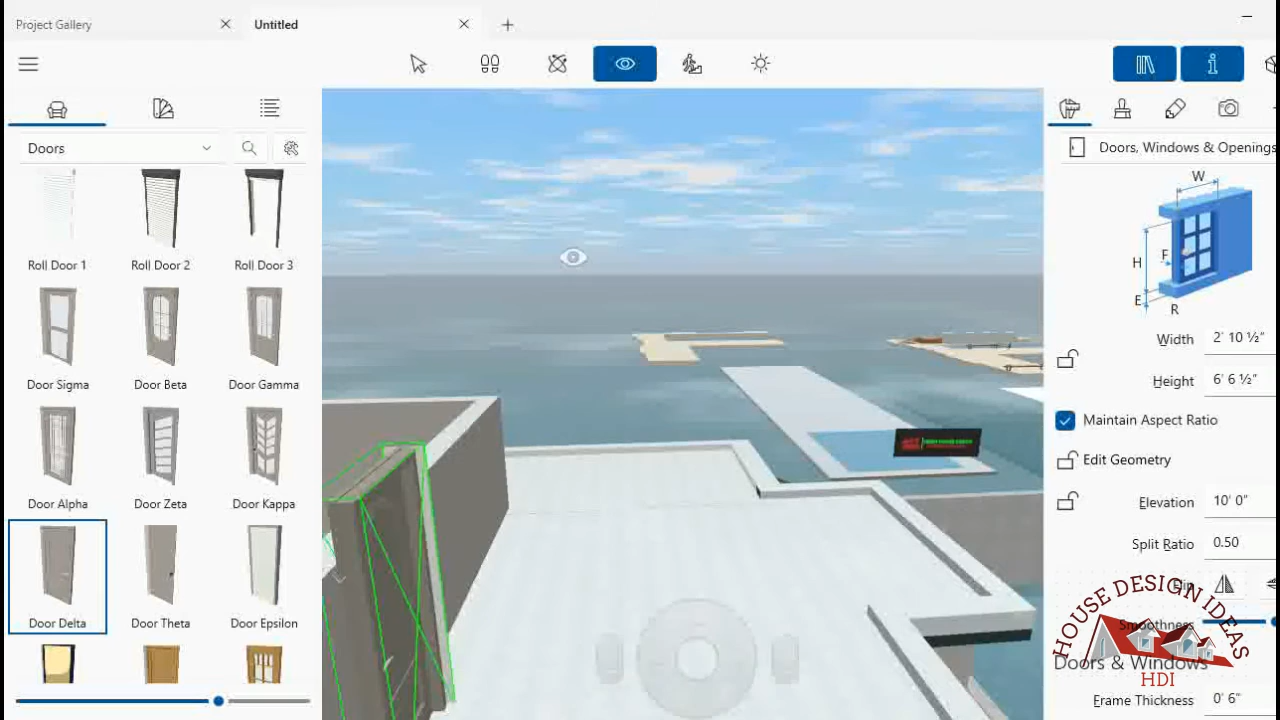 Project Gallery
Untitled
Doors
Doors, Windows & Openings
W
H
F
E
R
Roll Door 1
Roll Door 2
Roll Door 3
Width
2' 10 ½"
Height
6' 6 ½"
Door Sigma
Door Beta
Door Gamma
Maintain Aspect Ratio
Edit Geometry
Elevation
10' 0"
Door Alpha
Door Zeta
Door Kappa
Split Ratio
0.50
HOUSE DESIGN IDEAS
HDI
Smoothness
Door Delta
Door Theta
Door Epsilon
Doors & Windows
Frame Thickness
0' 6"